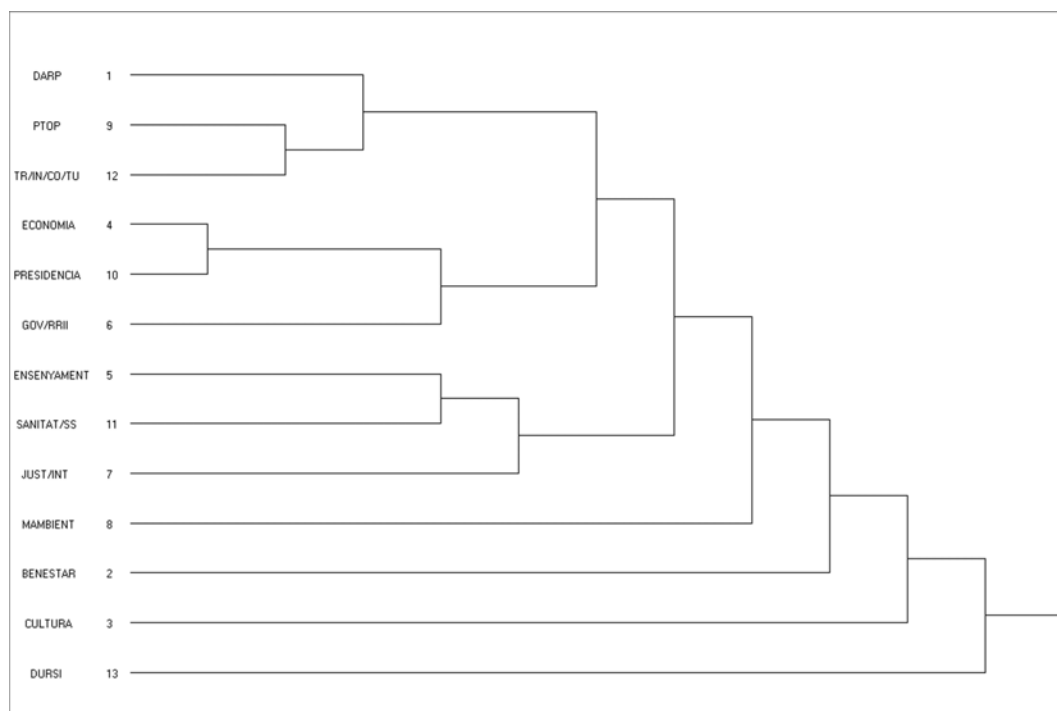 DARP 1
PTOP 9
TR/IN/CO/TU 12
ECONOMIA 4
PRESIDENCIA 10
GOV/RRII 6
ENSENYAMENT 5
SANITAT/SS 11
JUST/INT 7
MAMBIENT 8
BENESTAR 2
CULTURA 3
DURSI 13